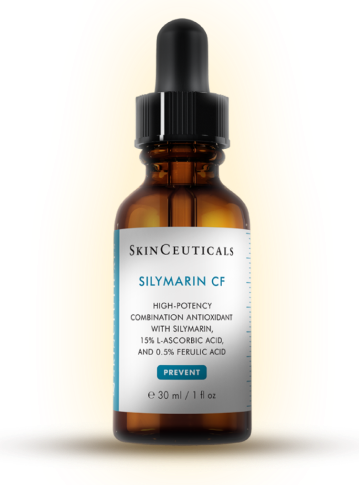 SKINCEUTICALS
SILYMARIN CF
HIGH-POTENCY
COMBINATION ANTIOXIDANT
WITH SILYMARIN,
15% L-ASCORBIC ACID,
AND 0.5% FERULIC ACID
PREVENT
℮ 30 ml / 1 fl oz